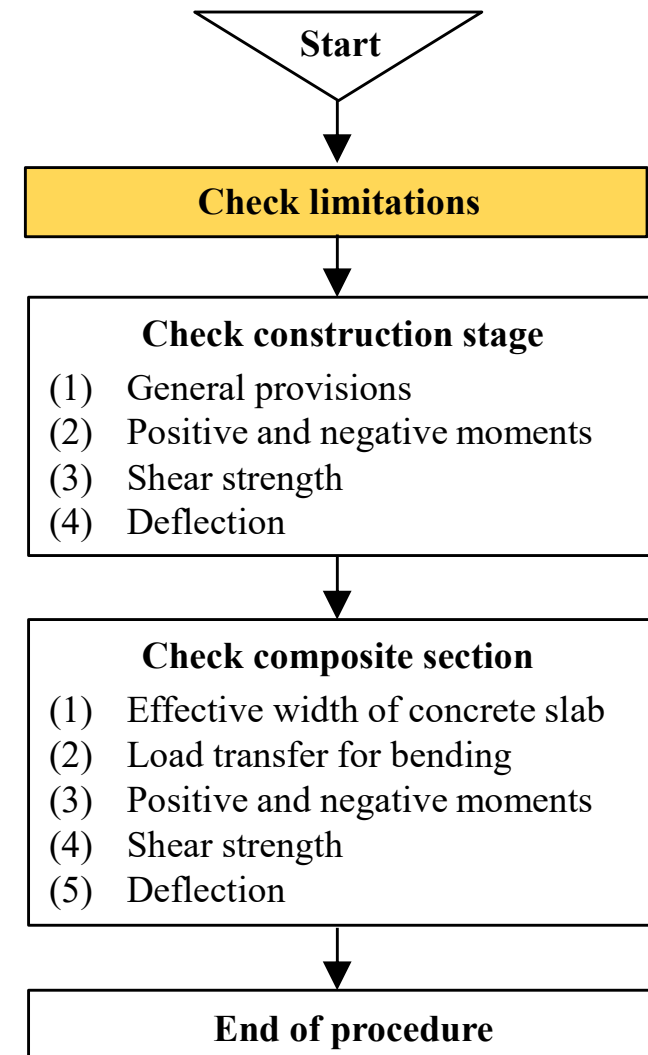 Start
Check limitations
Check construction stage
(1) General provisions
(2) Positive and negative moments
(3) Shear strength
(4) Deflection
Check composite section
(1) Effective width of concrete slab
(2) Load transfer for bending
(3) Positive and negative moments
(4) Shear strength
(5) Deflection
End of procedure